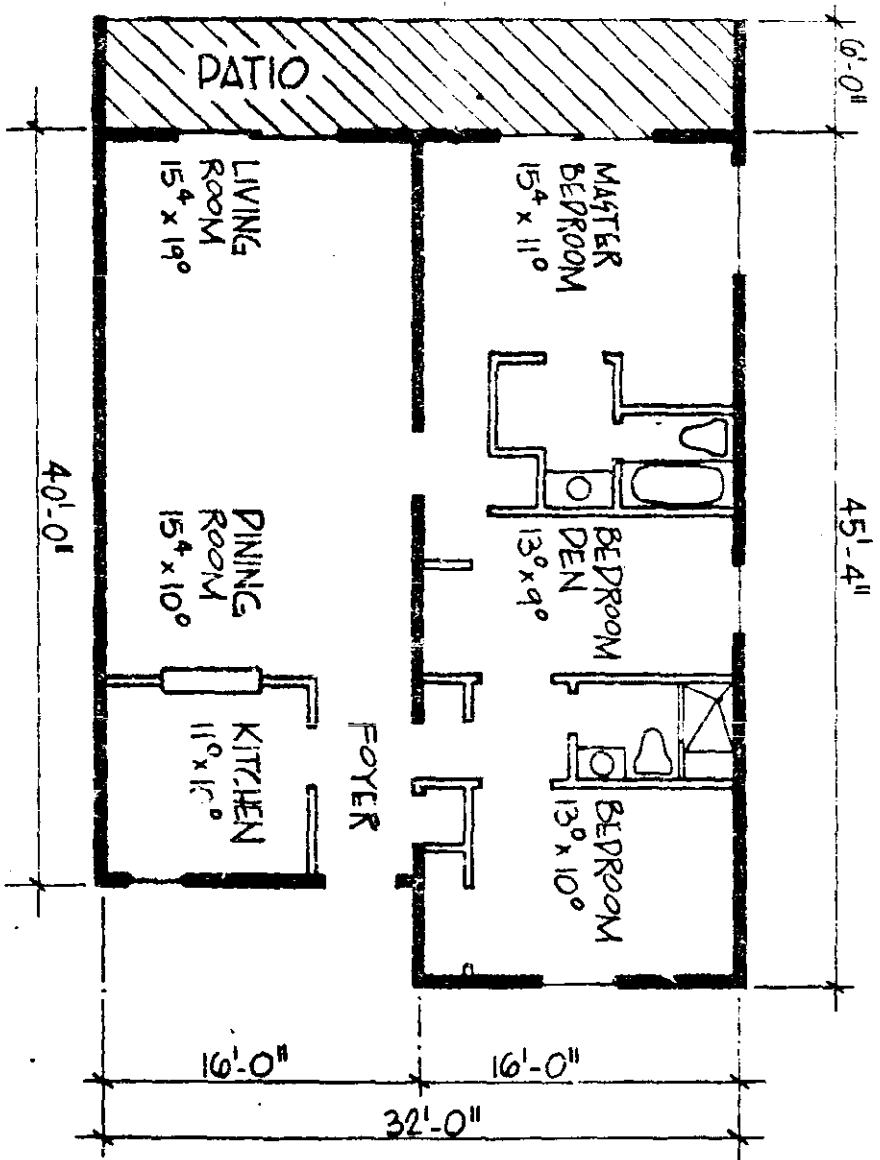 PATIO
6'-0"
LIVING
ROOM
15⁴ x 19⁰
MASTER
BEDROOM
15⁴ x 11⁰
40'-0"
45'-4"
DINING
ROOM
15⁴ x 10⁰
BEDROOM
DEN
13⁰ x 9⁰
KITCHEN
FOYER
BEDROOM
13⁰ x 10⁰
16'-0"
16'-0"
32'-0"